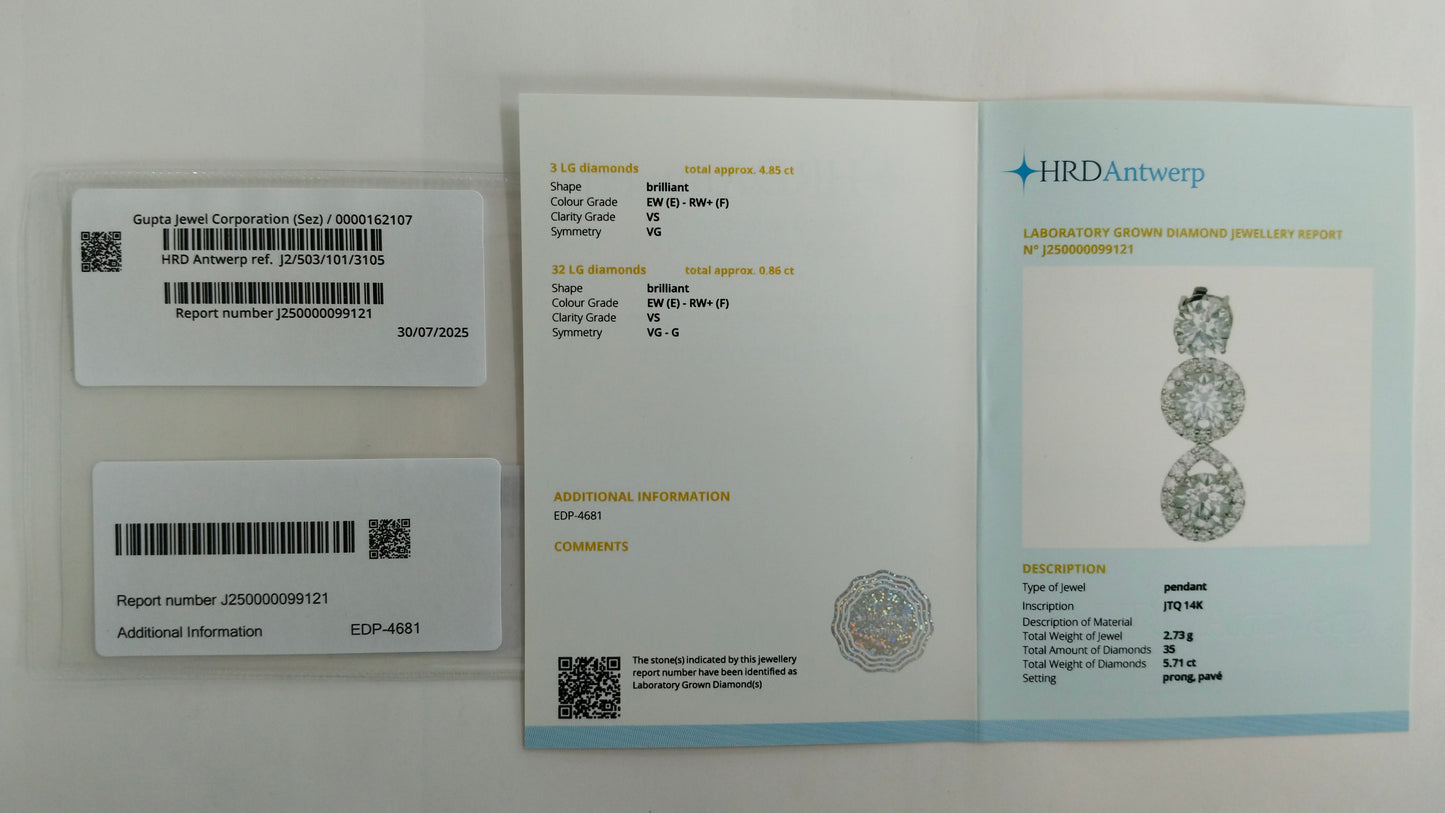 Gupta Jewel Corporation (Sez) / 0000162107
HRD Antwerp ref. J2/503/101/3105
Report number J250000099121
30/07/2025
Report number J250000099121
Additional Information EDP-4681
3 LG diamonds total approx. 4.85 ct
Shape brilliant
Colour Grade EW (E) - RW+ (F)
Clarity Grade VS
Symmetry VG
32 LG diamonds total approx. 0.86 ct
Shape brilliant
Colour Grade EW (E) - RW+ (F)
Clarity Grade VS
Symmetry VG - G
ADDITIONAL INFORMATION
EDP-4681
COMMENTS
The stone(s) indicated by this jewellery
report number have been identified as
Laboratory Grown Diamond(s)
HRD Antwerp
LABORATORY GROWN DIAMOND JEWELLERY REPORT
N° J250000099121
DESCRIPTION
Type of Jewel pendant
Inscription JTQ 14K
Description of Material
Total Weight of Jewel 2.73 g
Total Amount of Diamonds 35
Total Weight of Diamonds 5.71 ct
Setting prong, pavé